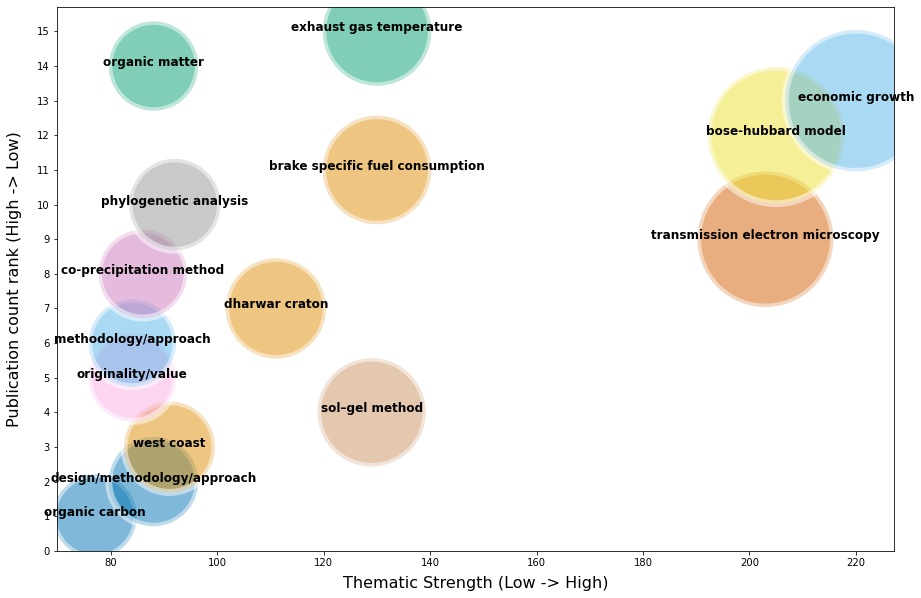 15
exhaust gas temperature
14
organic matter
13
economic growth
12
bose-hubbard model
11
brake specific fuel consumption
10
phylogenetic analysis
9
transmission electron microscopy
8
co-precipitation method
7
dharwar craton
6
methodology/approach
5
originality/value
4
sol–gel method
3
west coast
2
design/methodology/approach
1
organic carbon
0
80 100 120 140 160 180 200 220
Thematic Strength (Low -> High)
Publication count rank (High -> Low)